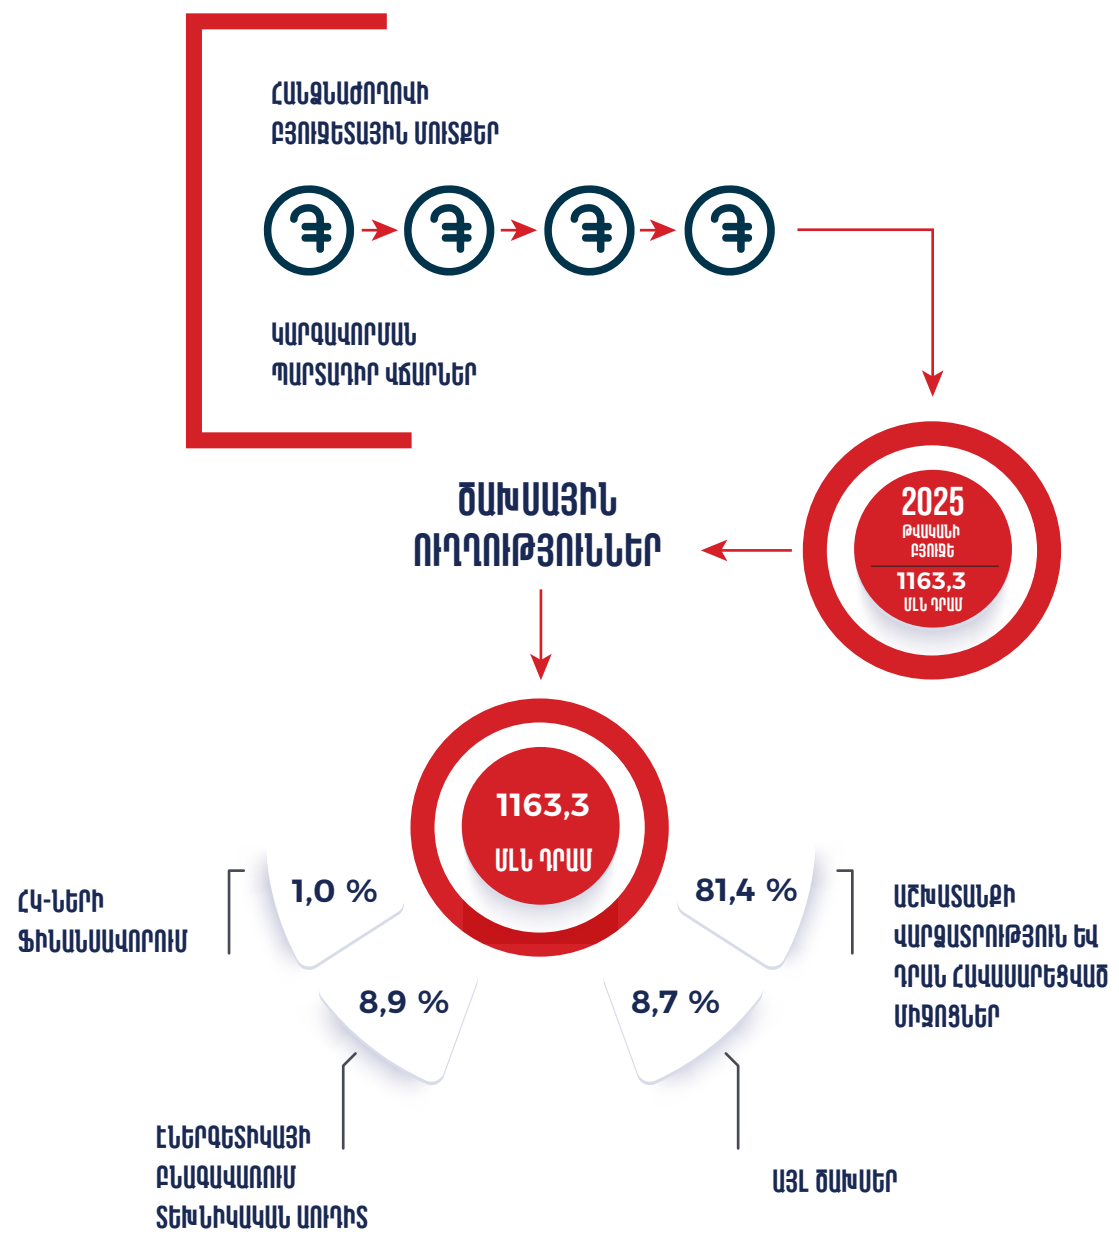 ՀԱՆՁՆԱԺՈՂՈՎԻ
ԲՅՈՒՋԵՏԱՅԻՆ ՄՈՒՏՔԵՐ
ԿԱՐԳԱՎՈՐՄԱՆ
ՊԱՐՏԱԴԻՐ ՎՃԱՐՆԵՐ
2025
ԹՎԱԿԱՆԻ
ԲՅՈՒՋԵ
1163,3
ՄԼՆ ԴՐԱՄ
ԾԱԽՍԱՅԻՆ
ՈՒՂՂՈՒԹՅՈՒՆՆԵՐ
1163,3
ՄԼՆ ԴՐԱՄ
1,0 %
ՀԿ-ՆԵՐԻ
ՖԻՆԱՆՍԱՎՈՐՈՒՄ
81,4 %
ԱՇԽԱՏԱՆՔԻ
ՎԱՐՁԱՏՐՈՒԹՅՈՒՆ ԵՎ
ԴՐԱՆ ՀԱՎԱՍԱՐԵՑՎԱԾ
ՄԻՋՈՑՆԵՐ
8,9 %
ԷՆԵՐԳԵՏԻԿԱՅԻ
ԲՆԱԳԱՎԱՌՈՒՄ
ՏԵԽՆԻԿԱԿԱՆ ԱՈՒԴԻՏ
8,7 %
ԱՅԼ ԾԱԽՍԵՐ